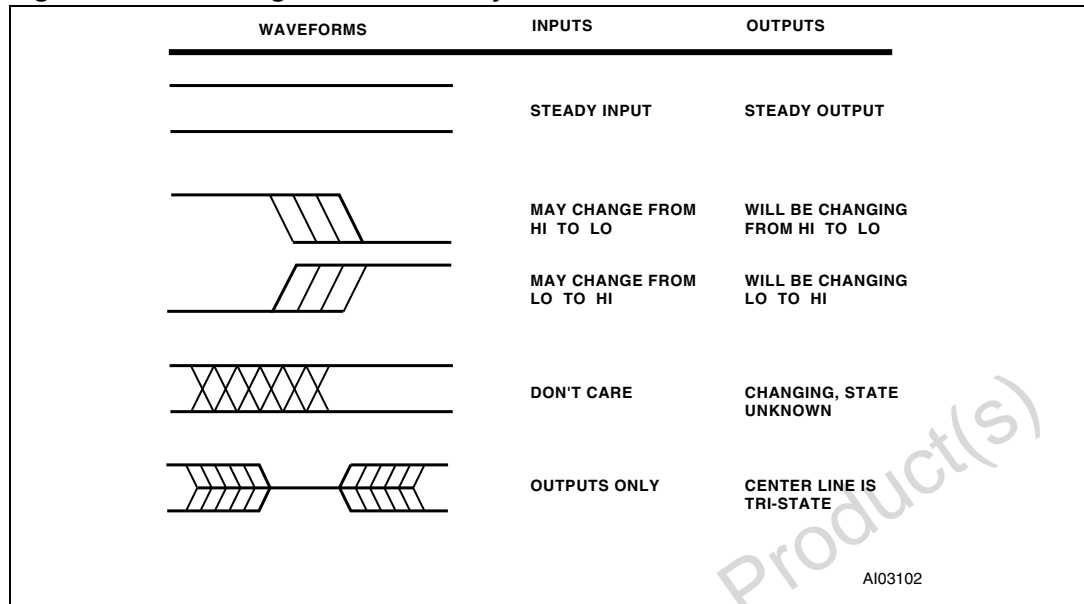 WAVEFORMS INPUTS OUTPUTS
STEADY INPUT STEADY OUTPUT
MAY CHANGE FROM WILL BE CHANGING
HI TO LO FROM HI TO LO
MAY CHANGE FROM WILL BE CHANGING
LO TO HI LO TO HI
DON'T CARE CHANGING, STATE
UNKNOWN
OUTPUTS ONLY CENTER LINE IS
TRI-STATE
Product(s)
AI03102